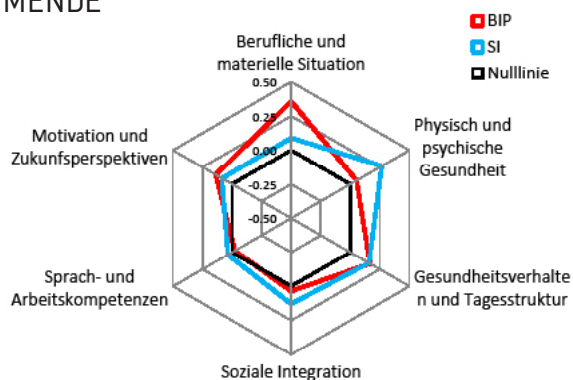 MENDE
BIP
SI
Nulllinie
Berufliche und
materielle Situation
0.50
0.25
0.00
-0.25
-0.50
Physisch und
psychische
Gesundheit
Gesundheitsverhalte
n und Tagesstruktur
Soziale Integration
Sprach- und
Arbeitskompetenzen
Motivation und
Zukunfsperspektiven